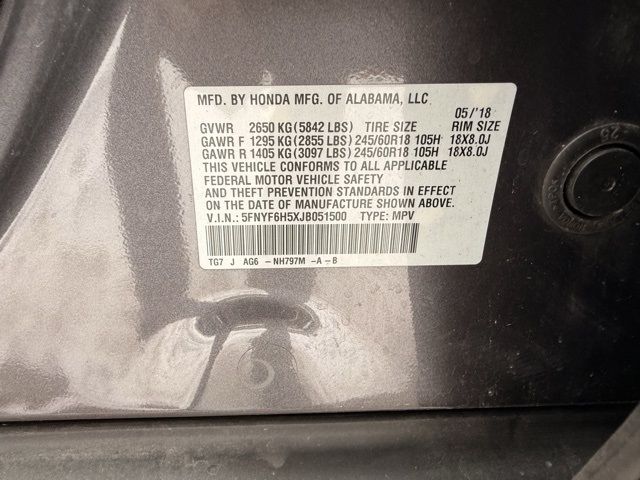 MFD. BY HONDA MFG. OF ALABAMA, LLC
05/'18
GVWR 2650 KG (5842 LBS) TIRE SIZE RIM SIZE
GAWR F 1295 KG (2855 LBS) 245/60R18 105H 18X8.0J
GAWR R 1405 KG (3097 LBS) 245/60R18 105H 18X8.0J
THIS VEHICLE CONFORMS TO ALL APPLICABLE
FEDERAL MOTOR VEHICLE SAFETY
AND THEFT PREVENTION STANDARDS IN EFFECT
ON THE DATE OF MANUFACTURE SHOWN ABOVE.
V.I.N.: 5FNYF6H5XJB051500 TYPE: MPV
TG7 J AG6 -NH797M -A-B
25